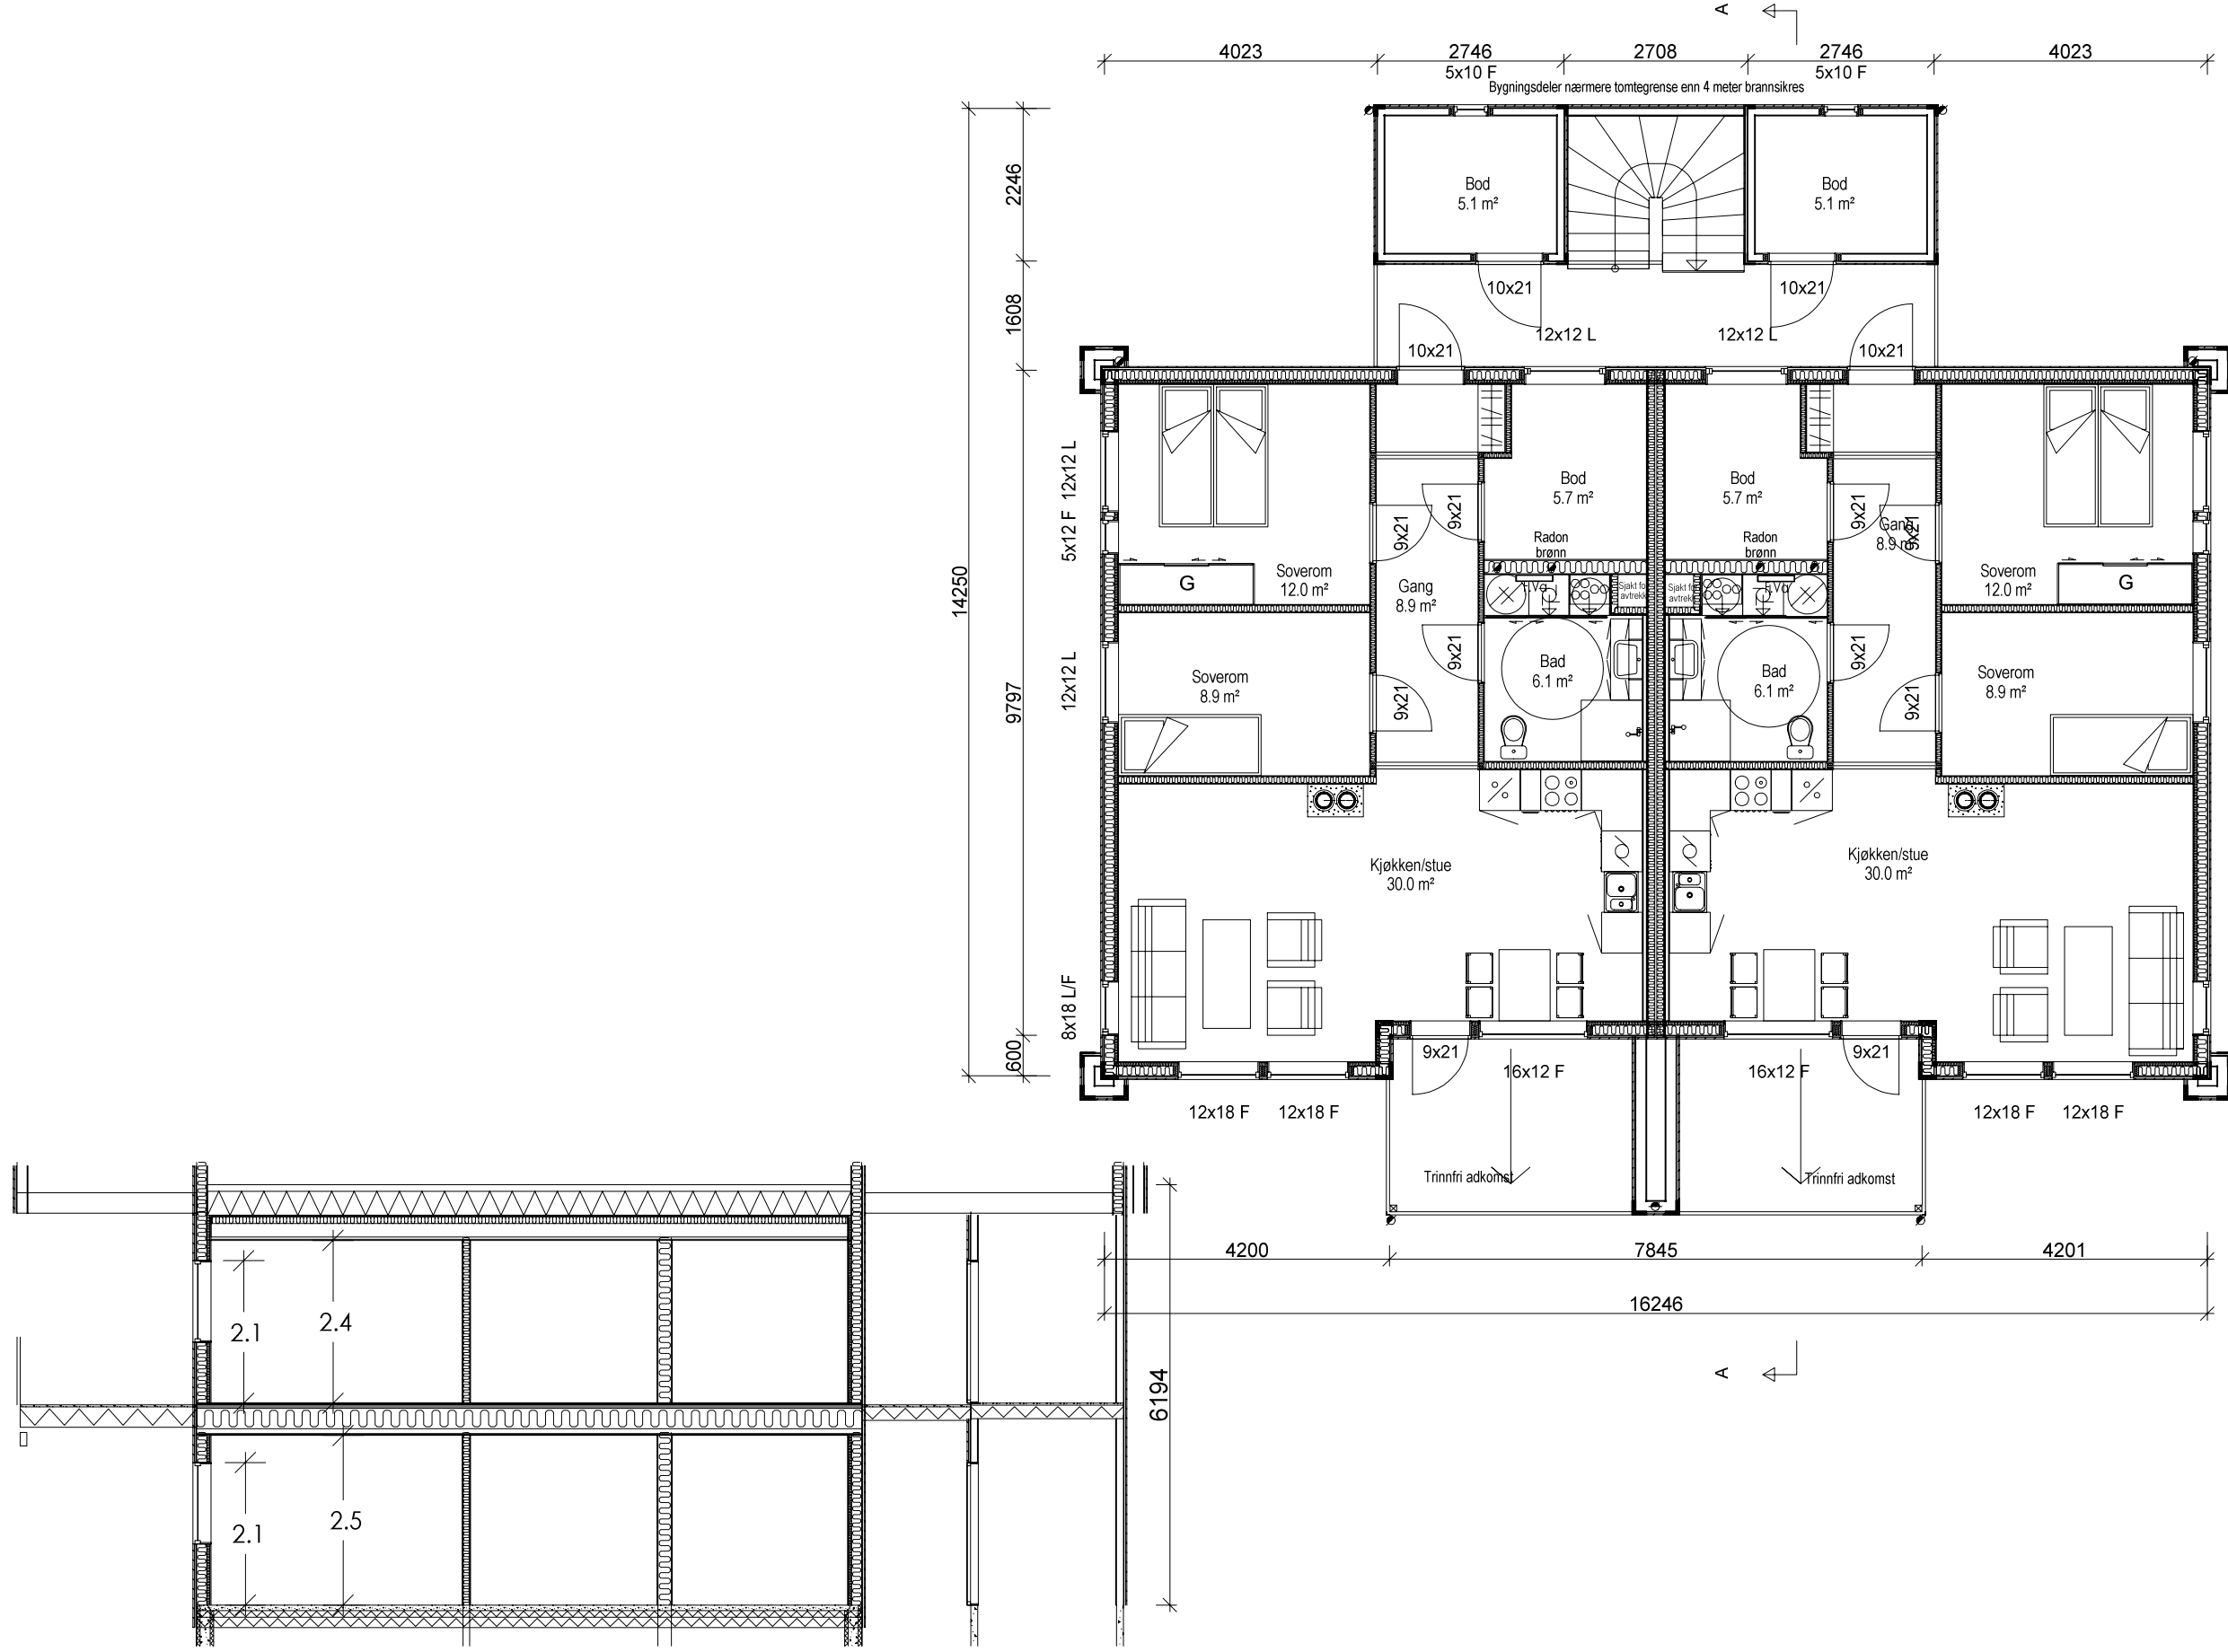 A
4023
2746
2708
2746
4023
5x10 F
5x10 F
Bygningsdeler nærmere tomtegrense enn 4 meter brannsikres
2246
1608
14250
9797
600
Bod
5.1 m²
Bod
5.1 m²
10x21
10x21
12x12 L
12x12 L
10x21
10x21
12x12 L
5x12 F
12x12 L
8x18 L/F
Bod
5.7 m²
Bod
5.7 m²
9x21
9x21
9x21
9x21
Gang
8.9 m²
Radon
brønn
Radon
brønn
Soverom
12.0 m²
G
Gang
8.9 m²
Sjakt for
avtrekk
Sjakt for
avtrekk
Soverom
12.0 m²
G
9x21
9x21
9x21
9x21
Soverom
8.9 m²
Bad
6.1 m²
Bad
6.1 m²
Soverom
8.9 m²
Kjøkken/stue
30.0 m²
Kjøkken/stue
30.0 m²
9x21
16x12 F
16x12 F
9x21
12x18 F
12x18 F
12x18 F
12x18 F
Trinnfri adkomst
Trinnfri adkomst
4200
7845
4201
16246
A
2.1
2.4
2.1
2.5
6194